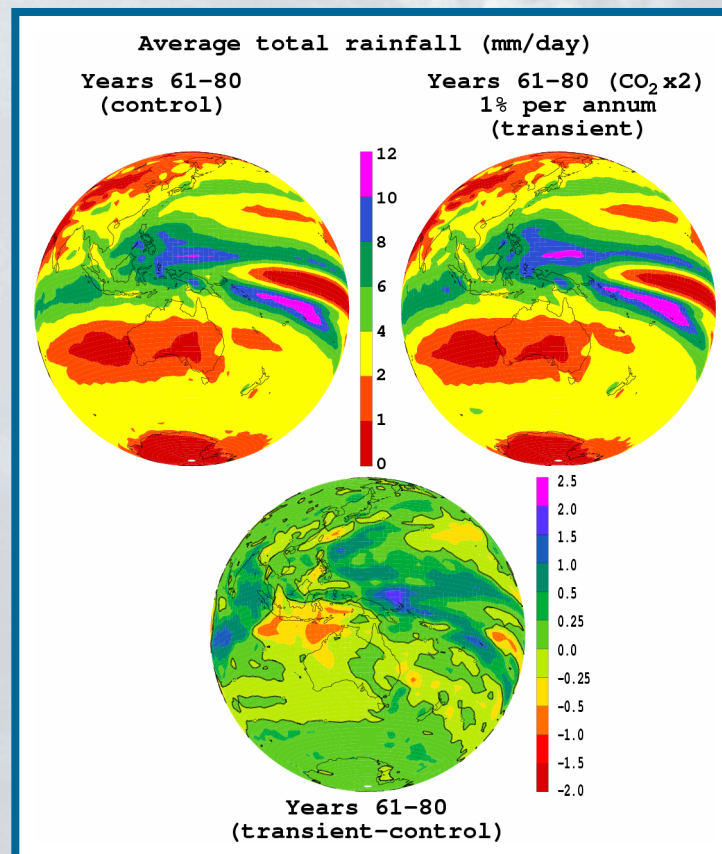 Average total rainfall (mm/day)
Years 61-80
(control)
Years 61-80 (CO₂x2)
1% per annum
(transient)
12
10
8
6
4
2
1
0
2.5
2.0
1.5
1.0
0.5
0.25
0.0
-0.25
-0.5
-1.0
-1.5
-2.0
Years 61-80
(transient-control)